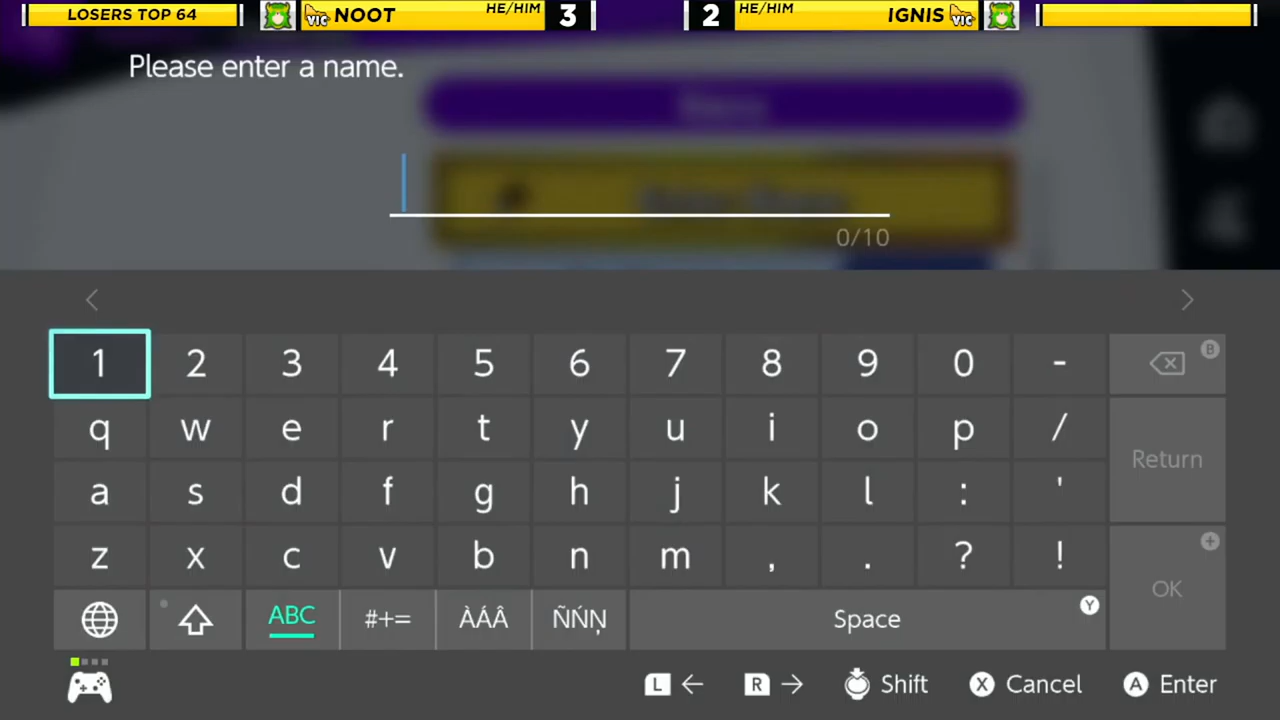 LOSERS TOP 64 VIC NOOT HE/HIM 3 2 HE/HIM IGNIS VIC
Please enter a name.
0/10
1 2 3 4 5 6 7 8 9 0 - B
q w e r t y u i o p /
Return
a s d f g h j k l : '
z x c v b n m , . ? !
OK
ABC #+= ÀÁÂ ÑŃŅ Space Y
L ← R → Shift X Cancel A Enter